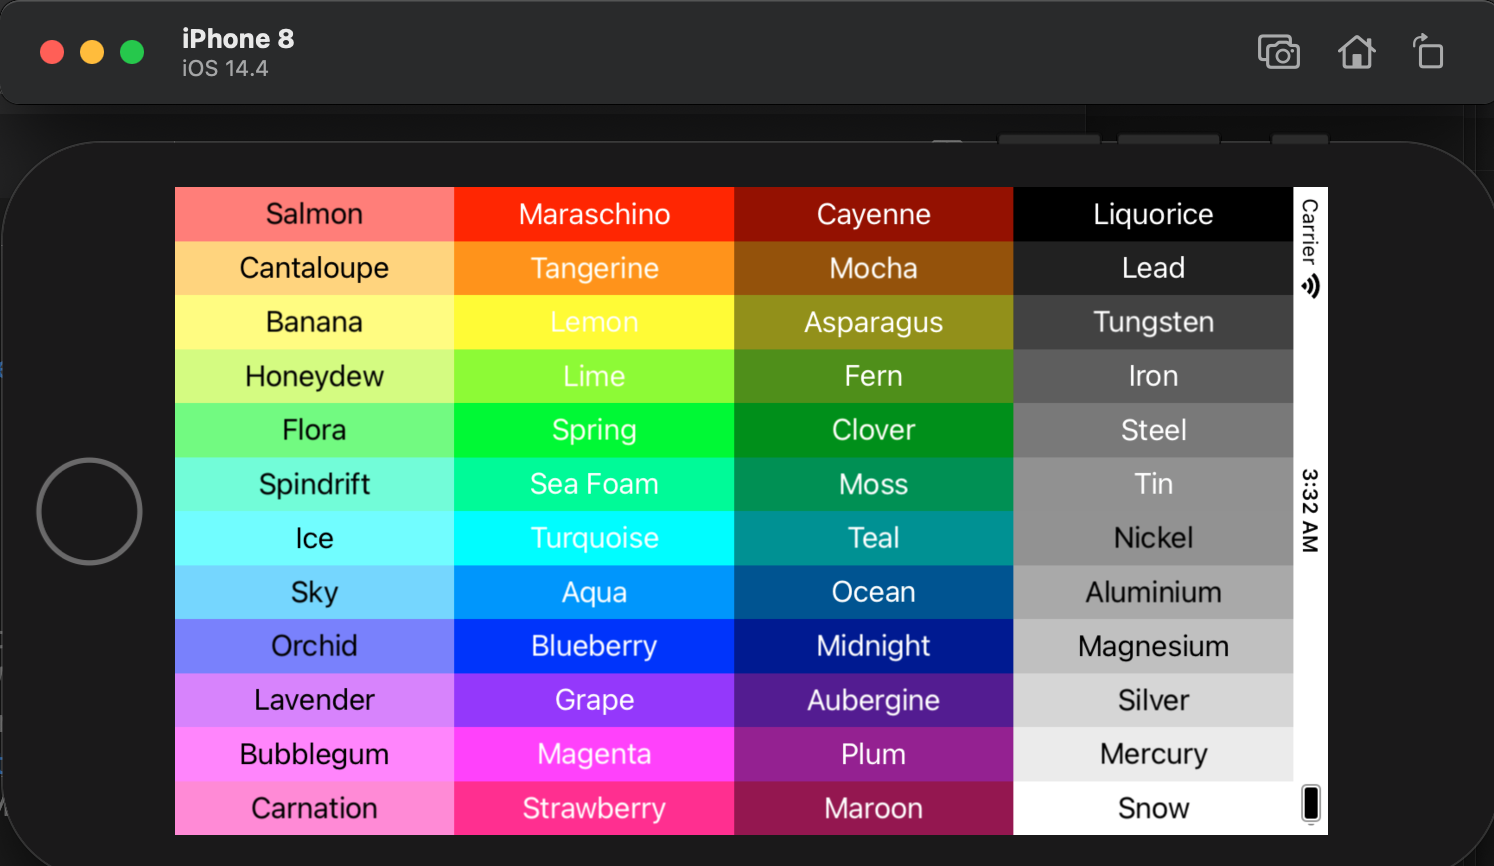 iPhone 8
iOS 14.4
Salmon Maraschino Cayenne Liquorice
Cantaloupe Tangerine Mocha Lead
Banana Lemon Asparagus Tungsten
Honeydew Lime Fern Iron
Flora Spring Clover Steel
Spindrift Sea Foam Moss Tin
Ice Turquoise Teal Nickel
Sky Aqua Ocean Aluminium
Orchid Blueberry Midnight Magnesium
Lavender Grape Aubergine Silver
Bubblegum Magenta Plum Mercury
Carnation Strawberry Maroon Snow
Carrier
3:32 AM